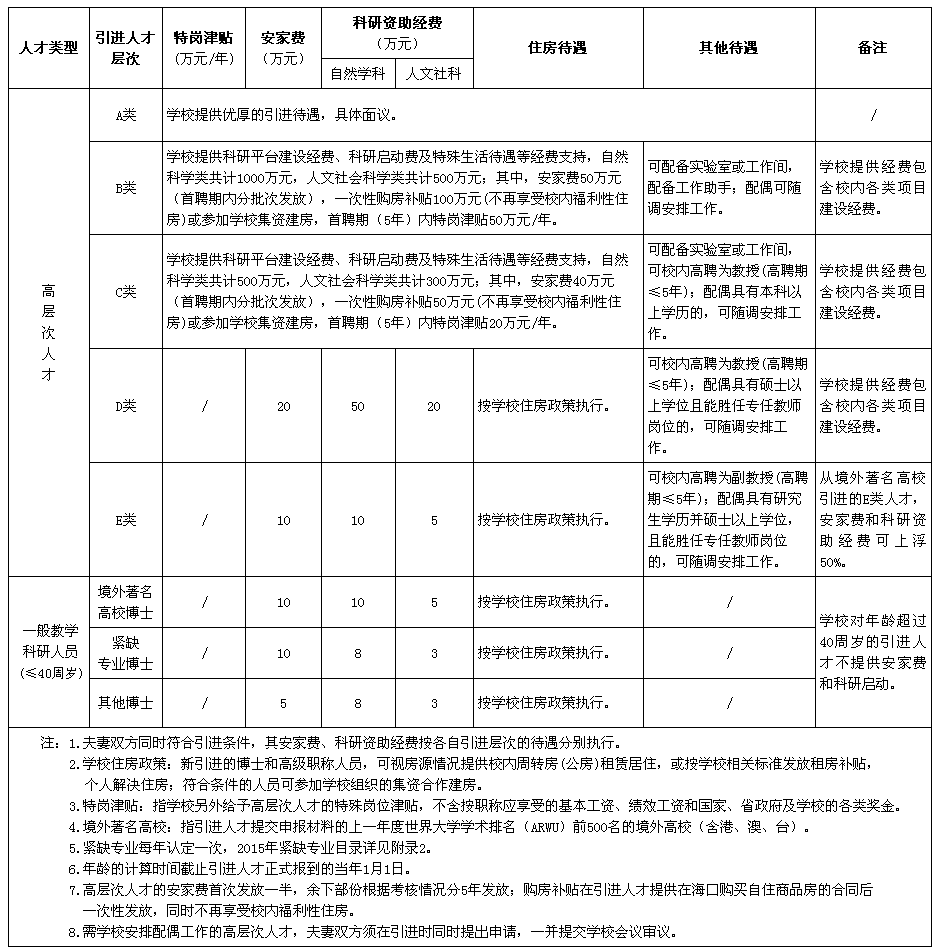 人才类型
引进人才
层次
特岗津贴
(万元/年)
安家费
(万元)
科研资助经费
(万元)
自然学科
人文社科
住房待遇
其他待遇
备注
高
层
次
人
才
A类
学校提供优厚的引进待遇，具体面议。
/
B类
学校提供科研平台建设经费、科研启动费及特殊生活待遇等经费支持，自然
科学类共计1000万元，人文社会科学类共计500万元；其中，安家费50万元
（首聘期内分批次发放），一次性购房补贴100万元(不再享受校内福利性住
房)或参加学校集资建房，首聘期（5年）内特岗津贴50万元/年。
可配备实验室或工作间，
配备工作助手；配偶可随
调安排工作。
学校提供经费包
含校内各类项目
建设经费。
C类
学校提供科研平台建设经费、科研启动费及特殊生活待遇等经费支持，自然
科学类共计500万元，人文社会科学类共计300万元；其中，安家费40万元
（首聘期内分批次发放），一次性购房补贴50万元(不再享受校内福利性住
房)或参加学校集资建房，首聘期（5年）内特岗津贴20万元/年。
可配备实验室或工作间，
可校内高聘为教授(高聘期
≤5年)；配偶具有本科以
上学历的，可随调安排工
作。
学校提供经费包
含校内各类项目
建设经费。
D类
/
20
50
20
按学校住房政策执行。
可校内高聘为教授(高聘期
≤5年)；配偶具有硕士以
上学位且能胜任专任教师
岗位的，可随调安排工
作。
学校提供经费包
含校内各类项目
建设经费。
E类
/
10
10
5
按学校住房政策执行。
可校内高聘为副教授(高聘
期≤5年)；配偶具有研究
生学历并硕士以上学位，
且能胜任专任教师岗位
的，可随调安排工作。
从境外著名高校
引进的E类人才，
安家费和科研资
助经费可上浮
50%。
一般教学
科研人员
(≤40周岁)
境外著名
高校博士
/
10
10
5
按学校住房政策执行。
/
学校对年龄超过
40周岁的引进人
才不提供安家费
和科研启动。
紧缺
专业博士
/
10
8
3
按学校住房政策执行。
/
其他博士
/
5
8
3
按学校住房政策执行。
/
注：1.夫妻双方同时符合引进条件，其安家费、科研资助经费按各自引进层次的待遇分别执行。
2.学校住房政策：新引进的博士和高级职称人员，可视房源情况提供校内周转房(公房)租赁居住，或按学校相关标准发放租房补贴，
个人解决住房；符合条件的人员可参加学校组织的集资合作建房。
3.特岗津贴：指学校另外给予高层次人才的特殊岗位津贴，不含按职称应享受的基本工资、绩效工资和国家、省政府及学校的各类奖金。
4.境外著名高校：指引进人才提交申报材料的上一年度世界大学学术排名（ARWU）前500名的境外高校（含港、澳、台）。
5.紧缺专业每年认定一次，2015年紧缺专业目录详见附录2。
6.年龄的计算时间截止引进人才正式报到的当年1月1日。
7.高层次人才的安家费首次发放一半，余下部份根据考核情况分5年发放；购房补贴在引进人才提供在海口购买自住商品房的合同后
一次性发放，同时不再享受校内福利性住房。
8.需学校安排配偶工作的高层次人才，夫妻双方须在引进时同时提出申请，一并提交学校会议审议。